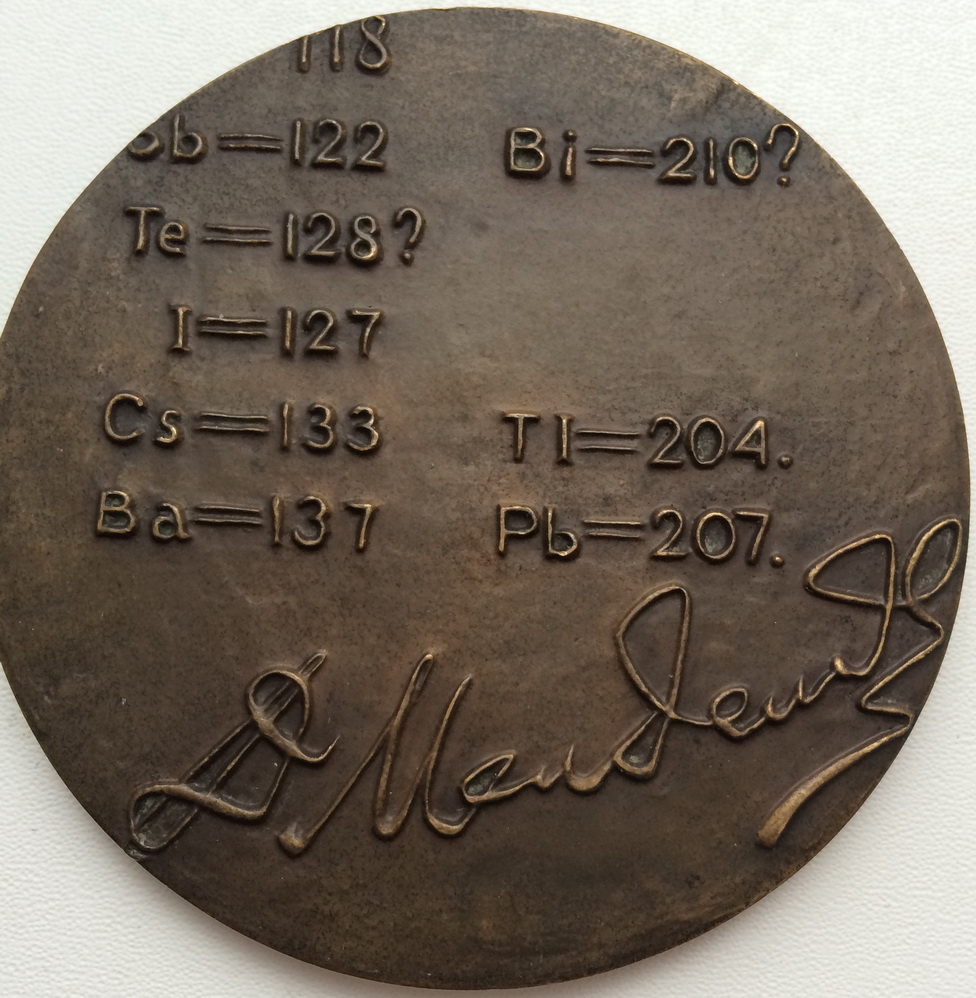 118
Sb=122 Bi=210?
Te=128?
I=127
Cs=133 Tl=204.
Ba=137 Pb=207.
Д. Менделеев